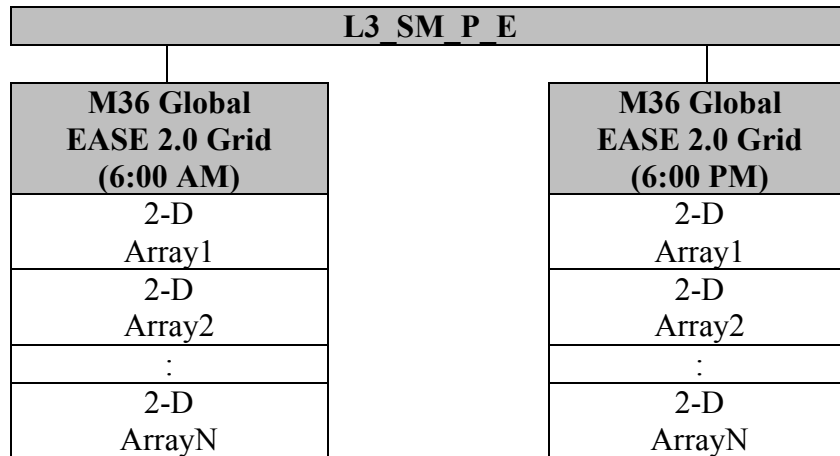 L3_SM_P_E
M36 Global
EASE 2.0 Grid
(6:00 AM)
2-D
Array1
2-D
Array2
:
2-D
ArrayN
M36 Global
EASE 2.0 Grid
(6:00 PM)
2-D
Array1
2-D
Array2
:
2-D
ArrayN